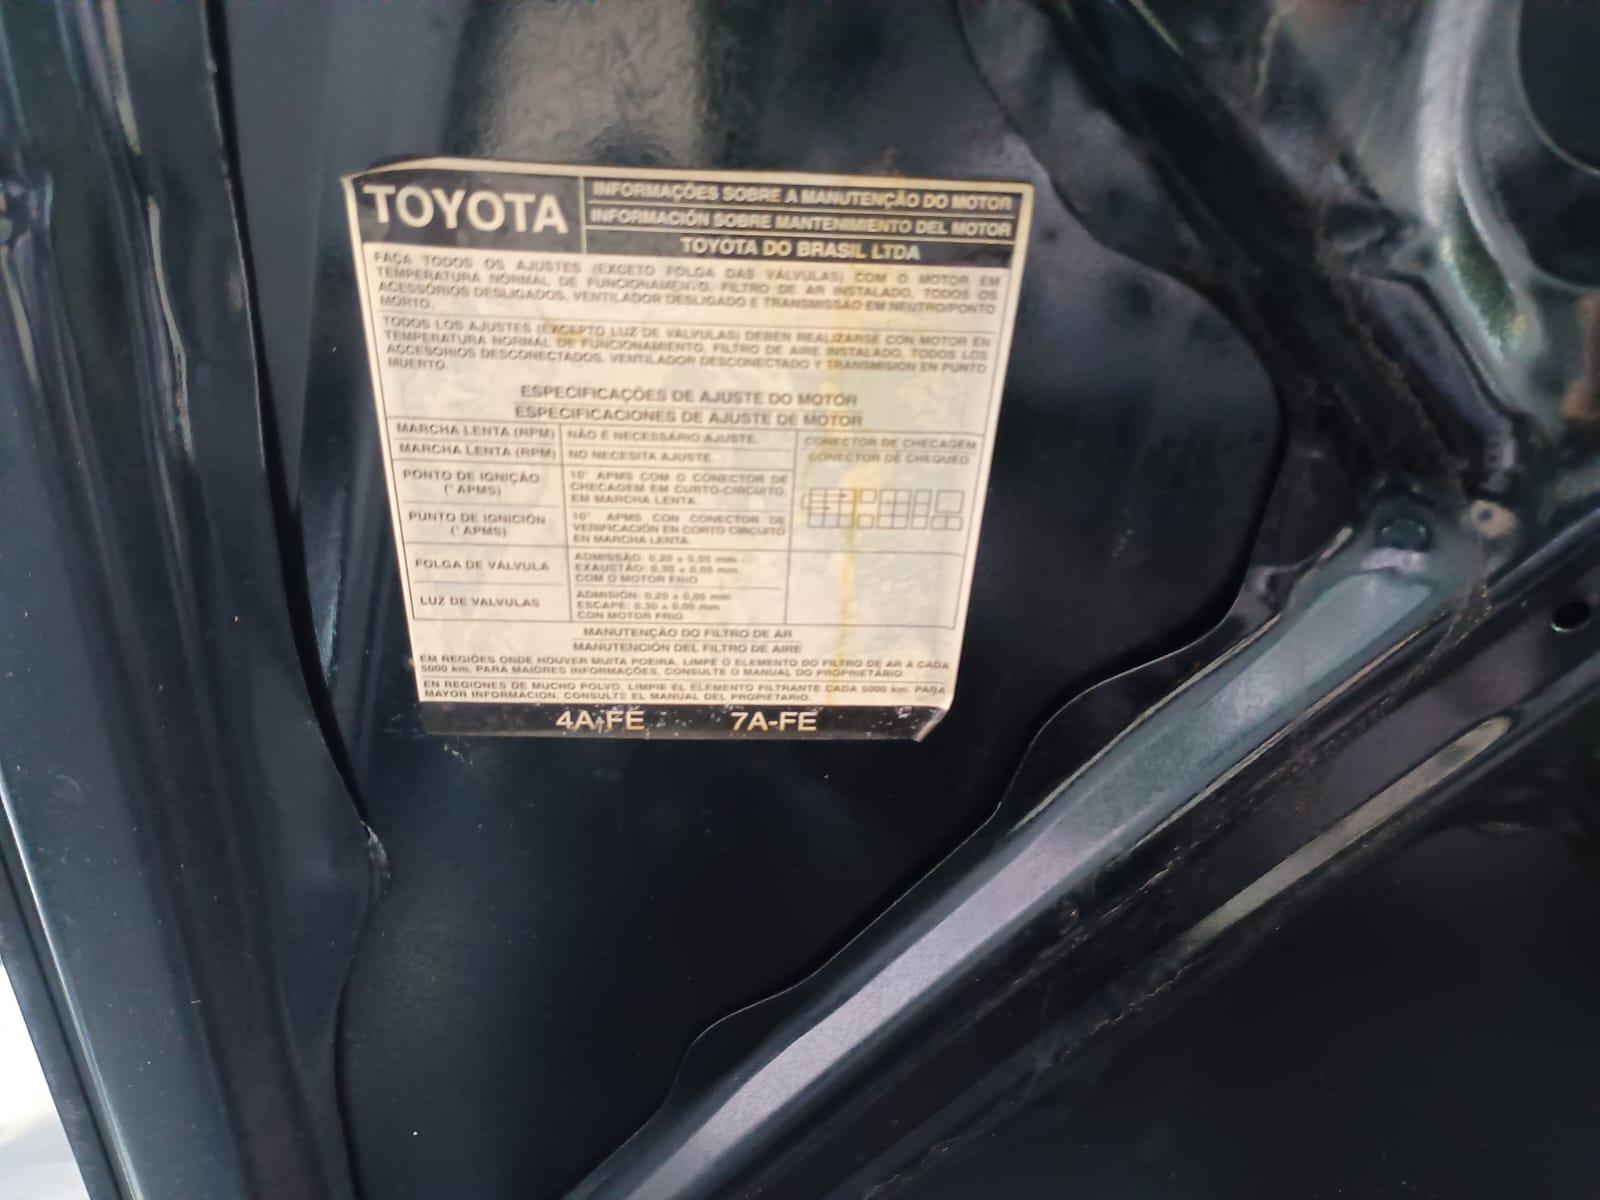 TOYOTA
INFORMAÇÕES SOBRE A MANUTENÇÃO DO MOTOR
INFORMACIÓN SOBRE MANTENIMIENTO DEL MOTOR
TOYOTA DO BRASIL LTDA
FAÇA TODOS OS AJUSTES (EXCETO FOLGA DAS VÁLVULAS) COM O MOTOR EM
TEMPERATURA NORMAL DE FUNCIONAMENTO, FILTRO DE AR INSTALADO, TODOS OS
ACESSÓRIOS DESLIGADOS, VENTILADOR DESLIGADO E TRANSMISSÃO EM NEUTRO/PONTO
MORTO.
TODOS LOS AJUSTES (EXCEPTO LUZ DE VALVULAS) DEBEN REALIZARSE CON MOTOR EN
TEMPERATURA NORMAL DE FUNCIONAMIENTO, FILTRO DE AIRE INSTALADO, TODOS LOS
ACCESORIOS DESCONECTADOS, VENTILADOR DESCONECTADO Y TRANSMISION EN PUNTO
MUERTO.
ESPECIFICAÇÕES DE AJUSTE DO MOTOR
ESPECIFICACIONES DE AJUSTE DE MOTOR
MARCHA LENTA (RPM) NÃO É NECESSÁRIO AJUSTE.
MARCHA LENTA (RPM) NO NECESITA AJUSTE.
CONECTOR DE CHECAGEM
CONECTOR DE CHEQUEO
PONTO DE IGNIÇÃO
(° APMS)
10° APMS COM O CONECTOR DE
CHECAGEM EM CURTO-CIRCUITO,
EM MARCHA LENTA.
PUNTO DE IGNICIÓN
(° APMS)
10° APMS CON CONECTOR DE
VERIFICACIÓN EN CORTO CIRCUITO
EN MARCHA LENTA.
FOLGA DE VÁLVULA
ADMISSÃO: 0,20 ± 0,05 mm
EXAUSTÃO: 0,30 ± 0,05 mm
COM O MOTOR FRIO
LUZ DE VALVULAS
ADMISIÓN: 0,20 ± 0,05 mm
ESCAPE: 0,30 ± 0,05 mm
CON MOTOR FRIO
MANUTENÇÃO DO FILTRO DE AR
MANUTENCIÓN DEL FILTRO DE AIRE
EM REGIÕES ONDE HOUVER MUITA POEIRA, LIMPE O ELEMENTO DO FILTRO DE AR A CADA
5000 km. PARA MAIORES INFORMAÇÕES, CONSULTE O MANUAL DO PROPRIETÁRIO.
EN REGIONES DE MUCHO POLVO, LIMPIE EL ELEMENTO FILTRANTE CADA 5000 km. PARA
MAYOR INFORMACION, CONSULTE EL MANUAL DEL PROPIETARIO.
4A-FE 7A-FE